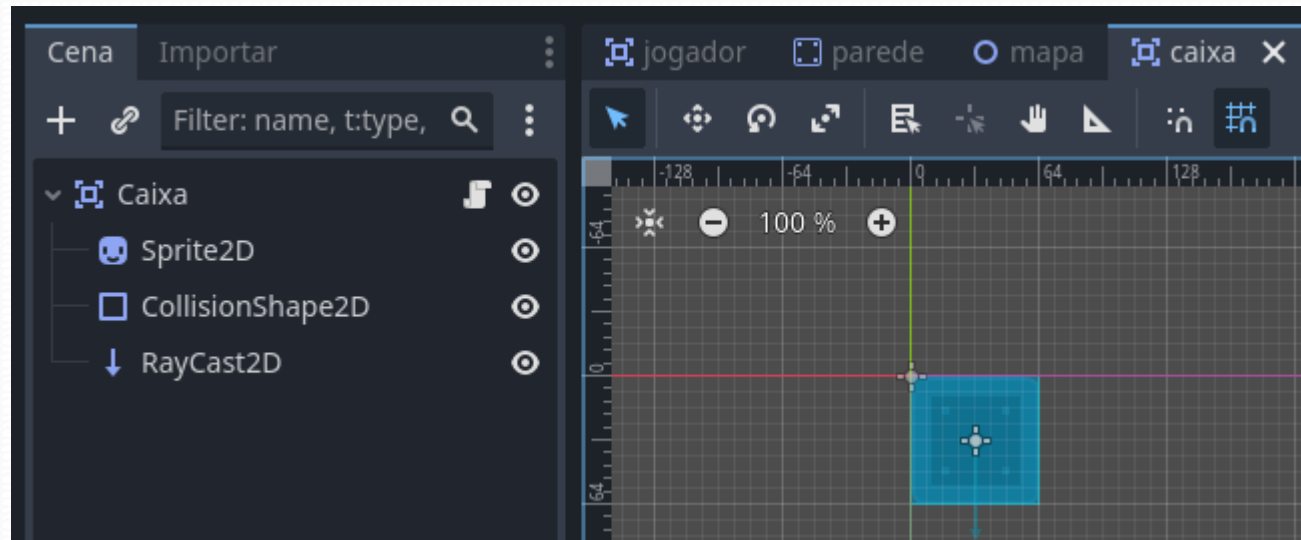 Cena Importar
jogador parede mapa caixa
Filter: name, t:type,
-128 -64 0 64 128
Caixa
-64
100 %
Sprite2D
CollisionShape2D
RayCast2D
0
64